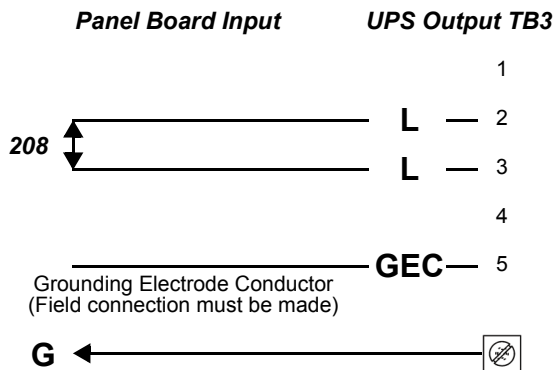 Panel Board Input UPS Output TB3
1
L 2
208
L 3
4
GEC 5
Grounding Electrode Conductor
(Field connection must be made)
G